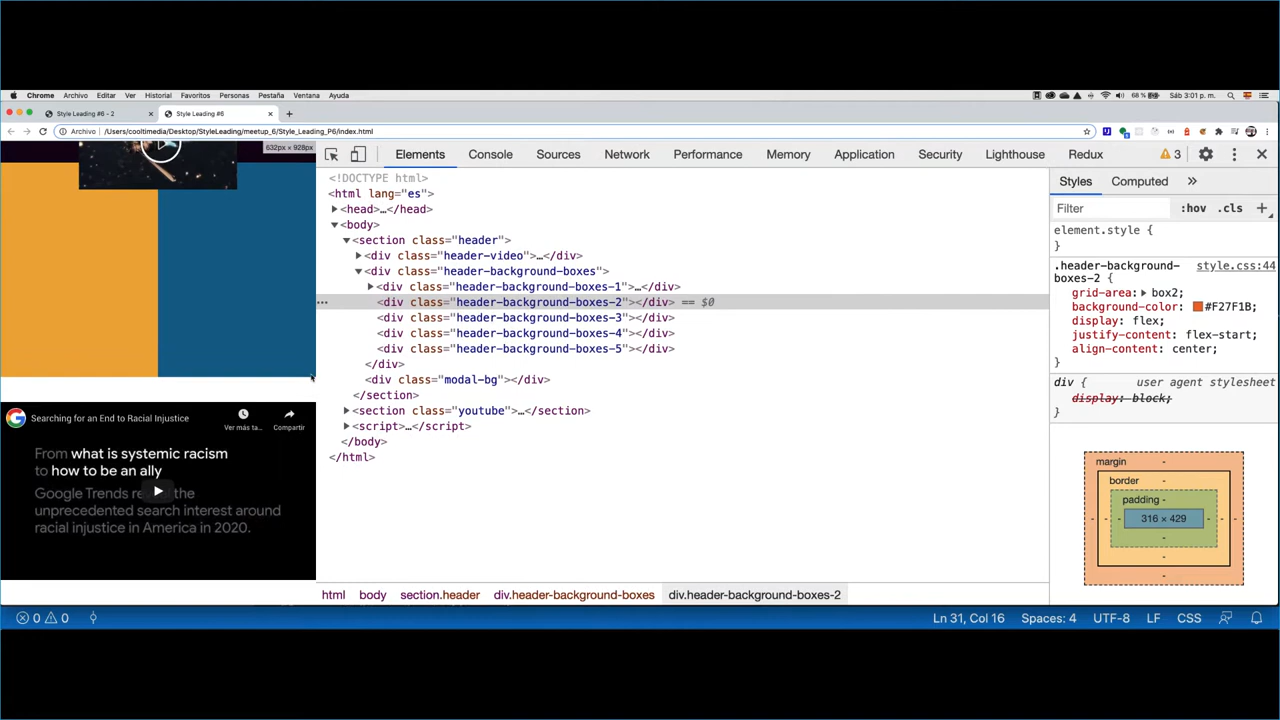 Chrome Archivo Editar Ver Historial Favoritos Personas Pestaña Ventana Ayuda 68 % Sáb 3:01 p. m.
Style Leading #6 - 2 Style Leading #6
Archivo /Users/cooltimedia/Desktop/StyleLeading/meetup_6/Style_Leading_P6/index.html
632px × 928px
Elements Console Sources Network Performance Memory Application Security Lighthouse Redux 3
<!DOCTYPE html>
<html lang="es">
<head>…</head>
<body>
<section class="header">
<div class="header-video">…</div>
<div class="header-background-boxes">
<div class="header-background-boxes-1">…</div>
<div class="header-background-boxes-2"></div> == $0
<div class="header-background-boxes-3"></div>
<div class="header-background-boxes-4"></div>
<div class="header-background-boxes-5"></div>
</div>
<div class="modal-bg"></div>
</section>
<section class="youtube">…</section>
<script>…</script>
</body>
</html>
html body section.header div.header-background-boxes div.header-background-boxes-2
Styles Computed »
Filter :hov .cls +
element.style {
}
.header-background-boxes-2 { style.css:44
grid-area: box2;
background-color: #F27F1B;
display: flex;
justify-content: flex-start;
align-content: center;
}
div { user agent stylesheet
display: block;
}
margin -
border -
padding -
- - - 316 × 429 - - -
-
-
-
Searching for an End to Racial Injustice
Ver más ta... Compartir
From what is systemic racism
to how to be an ally
Google Trends reveal the
unprecedented search interest around
racial injustice in America in 2020.
0 0 Ln 31, Col 16 Spaces: 4 UTF-8 LF CSS